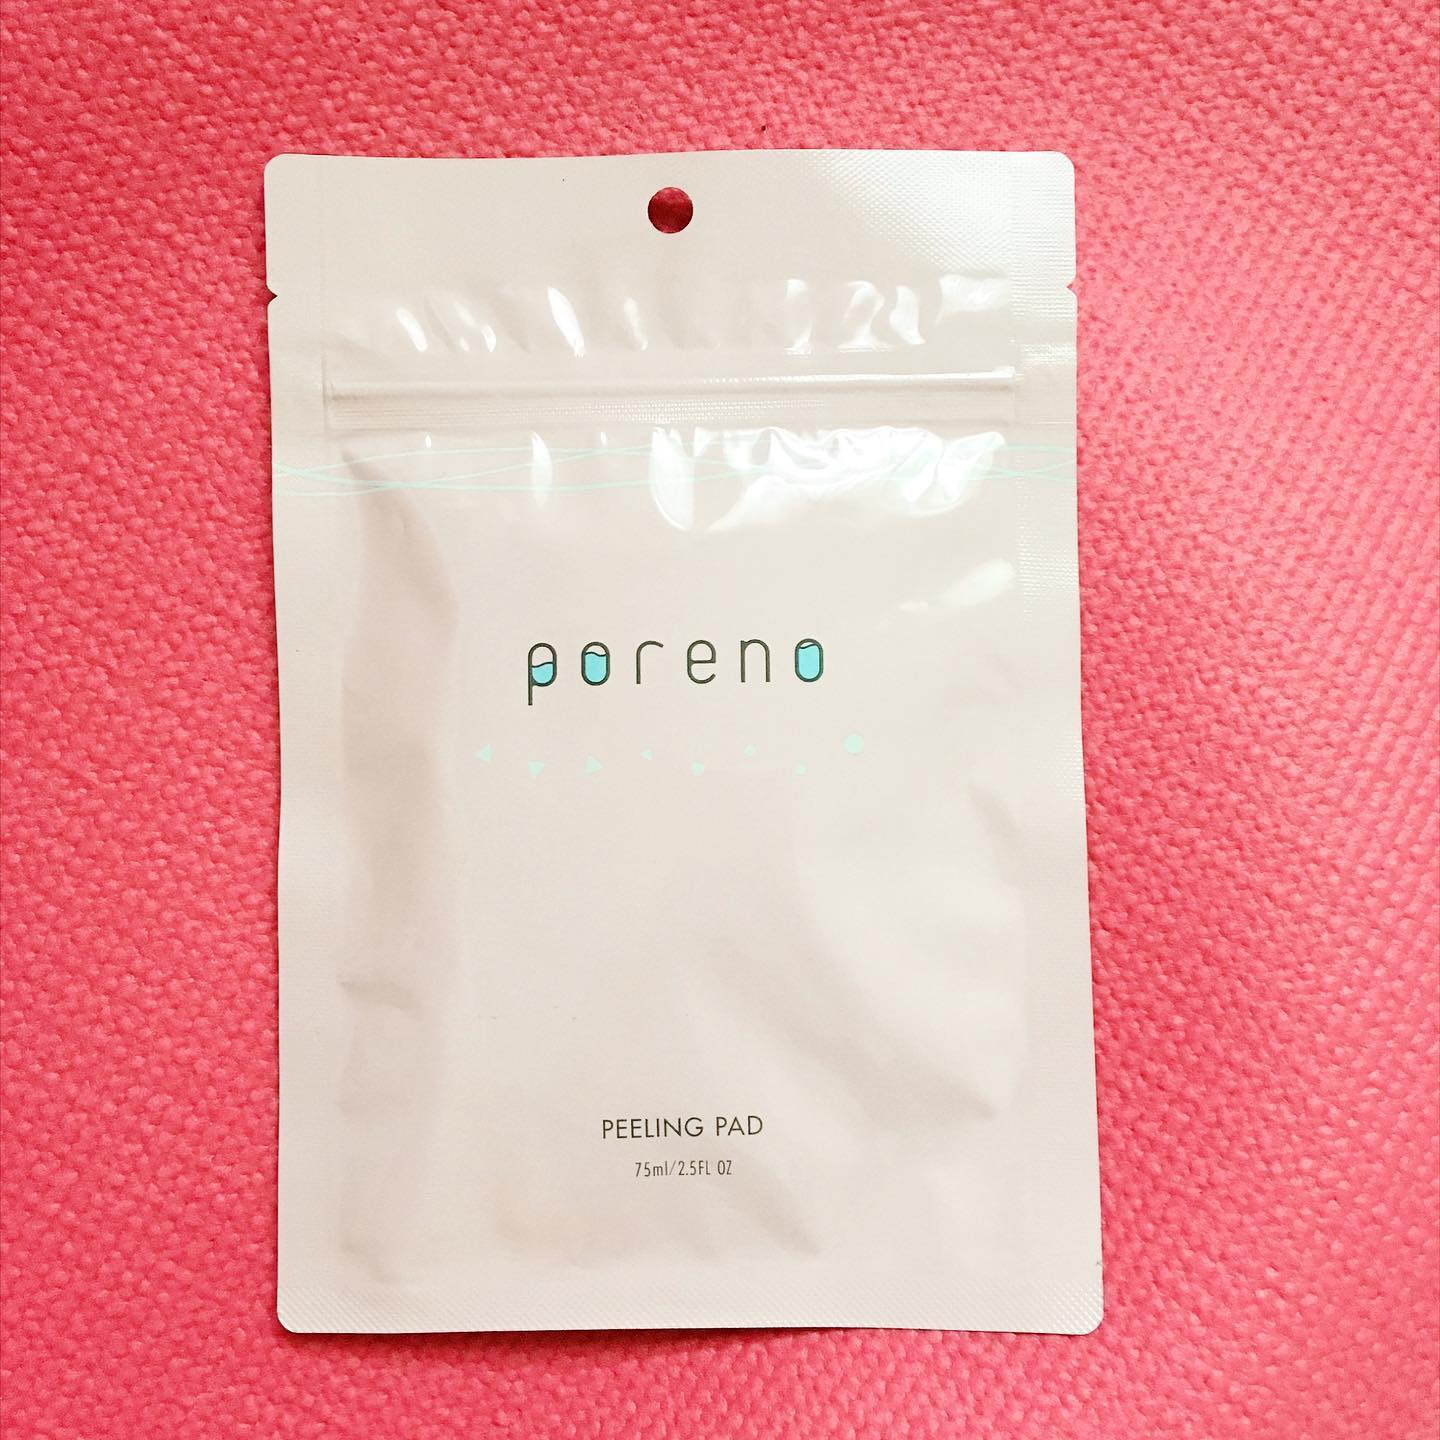 poreno
PEELING PAD
75ml/2.5FL OZ